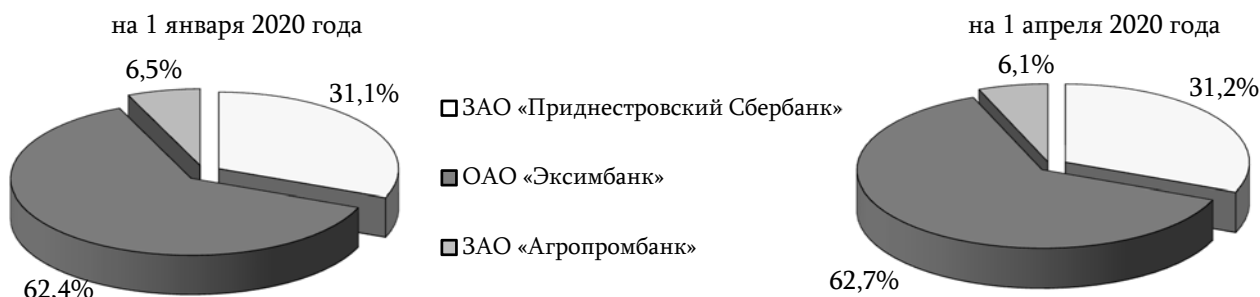 на 1 января 2020 года
6,5%
31,1%
62,4%
ЗАО «Приднестровский Сбербанк»
ОАО «Эксимбанк»
ЗАО «Агропромбанк»
на 1 апреля 2020 года
6,1%
31,2%
62,7%